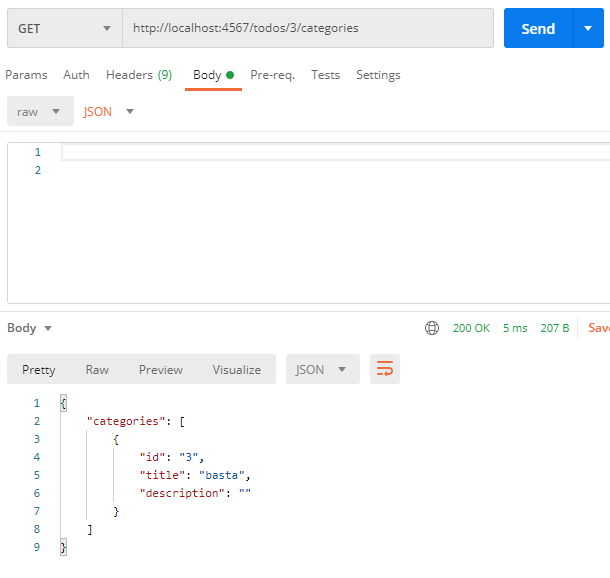 GET http://localhost:4567/todos/3/categories Send
Params Auth Headers (9) Body Pre-req. Tests Settings
raw JSON
1
2
Body 200 OK 5 ms 207 B Save
Pretty Raw Preview Visualize JSON
1 {
2 "categories": [
3 {
4 "id": "3",
5 "title": "basta",
6 "description": ""
7 }
8 ]
9 }